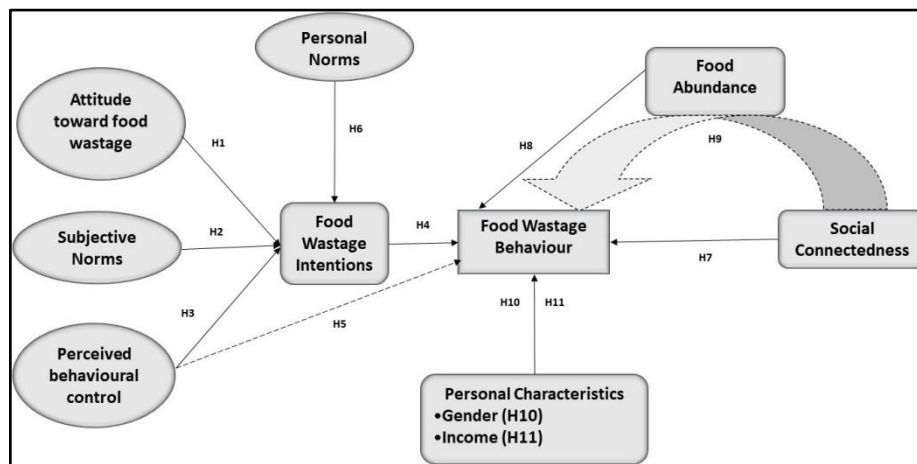 Personal
Norms
Food
Abundance
Attitude
toward food
wastage
H1
H6
H8
H9
Subjective
Norms
H2
Food
Wastage
Intentions
H4
Food Wastage
Behaviour
Social
Connectedness
H7
H3
H5
H10
H11
Perceived
behavioural
control
Personal Characteristics
•Gender (H10)
•Income (H11)